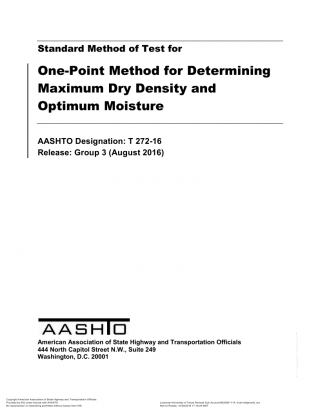 Standard Method of Test for
One-Point Method for Determining
Maximum Dry Density and
Optimum Moisture
AASHTO Designation: T 272-16
Release: Group 3 (August 2016)
AASHTO
American Association of State Highway and Transportation Officials
444 North Capitol Street N.W., Suite 249
Washington, D.C. 20001